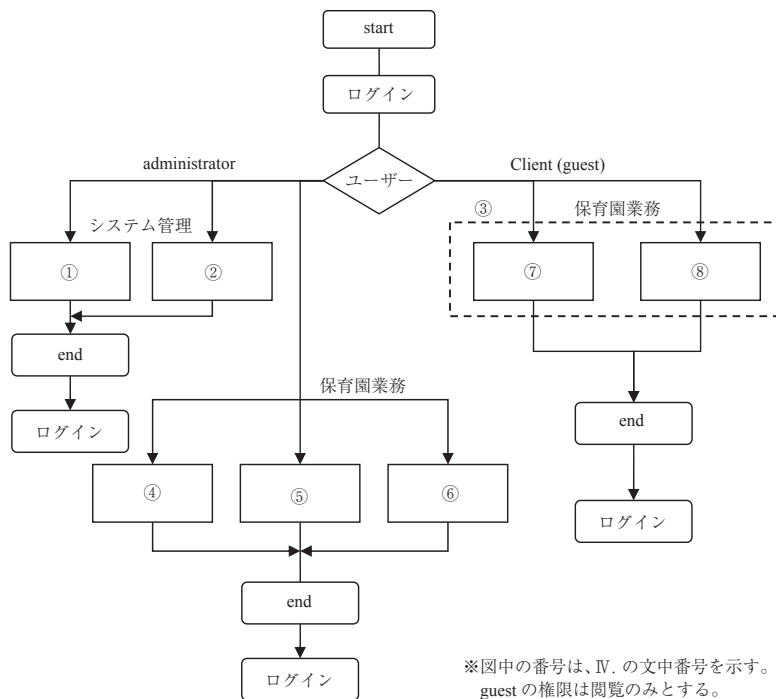 start
ログイン
ユーザー
administrator
Client (guest)
システム管理
③
保育園業務
①
②
⑦
⑧
end
ログイン
保育園業務
④
⑤
⑥
end
ログイン
end
ログイン
※図中の番号は、Ⅳ. の文中番号を示す。
guest の権限は閲覧のみとする。